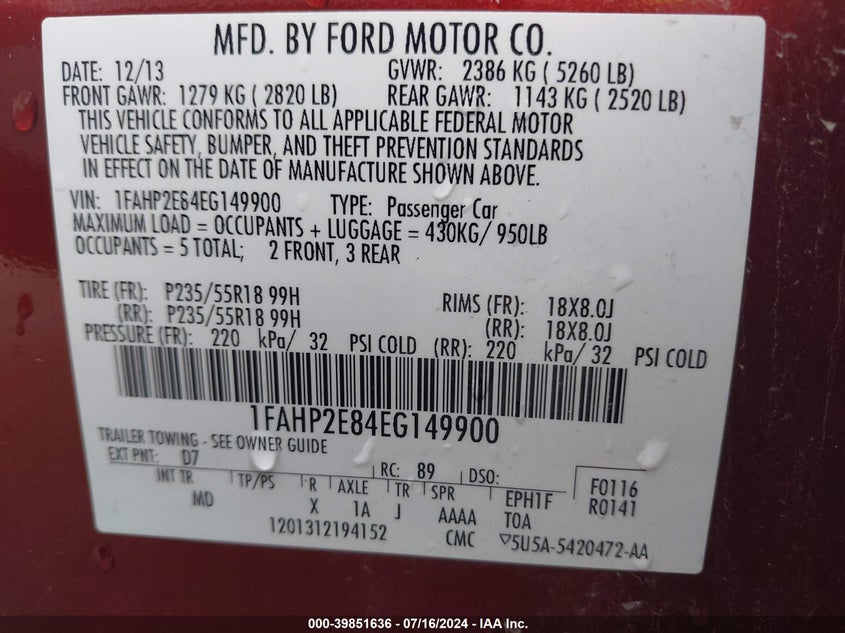 MFD. BY FORD MOTOR CO.
DATE: 12/13 GVWR: 2386 KG ( 5260 LB)
FRONT GAWR: 1279 KG ( 2820 LB) REAR GAWR: 1143 KG ( 2520 LB)
THIS VEHICLE CONFORMS TO ALL APPLICABLE FEDERAL MOTOR
VEHICLE SAFETY, BUMPER, AND THEFT PREVENTION STANDARDS
IN EFFECT ON THE DATE OF MANUFACTURE SHOWN ABOVE.
VIN: 1FAHP2E84EG149900 TYPE: Passenger Car
MAXIMUM LOAD = OCCUPANTS + LUGGAGE = 430KG/ 950LB
OCCUPANTS = 5 TOTAL; 2 FRONT, 3 REAR
TIRE (FR): P235/55R18 99H RIMS (FR): 18X8.0J
(RR): P235/55R18 99H (RR): 18X8.0J
PRESSURE (FR): 220 kPa/ 32 PSI COLD (RR): 220 kPa/ 32 PSI COLD
1FAHP2E84EG149900
TRAILER TOWING - SEE OWNER GUIDE
EXT PNT: D7 RC: 89 DSO: F0116
INT TR TP/PS R AXLE TR SPR EPH1F R0141
MD X 1A J AAAA TOA
1201312194152 CMC ▽5U5A-5420472-AA
000-39851636 - 07/16/2024 - IAA Inc.